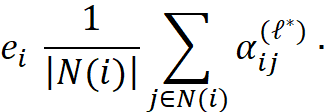 $e_i \ \frac{1}{|N(i)|} \sum_{j \in N(i)} \alpha_{ij}^{(\ell^*)} \cdot$